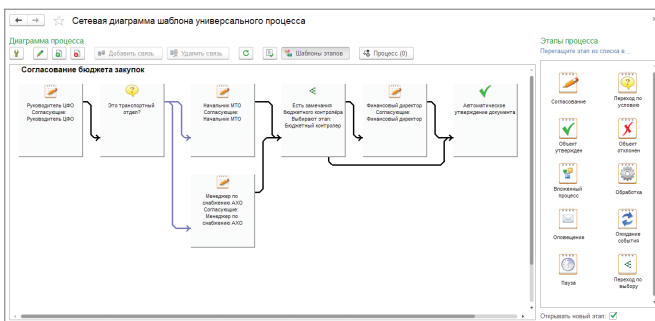 Сетевая диаграмма шаблона универсального процесса
Диаграмма процесса
Добавить связь
Удалить связь
Шаблоны этапов
Процесс (0)
Согласование бюджета закупок
Руководитель ЦФО
Согласующие:
Руководитель ЦФО
Это транспортный
отдел?
Начальник МТО
Согласующие:
Начальник МТО
Есть замечания
бюджетного контролёра
Выбирают этап:
Бюджетный контролер
Финансовый директор
Согласующие:
Финансовый директор
Автоматическое
утверждение документа
Менеджер по
снабжению АХО
Согласующие:
Менеджер по
снабжению АХО
Этапы процесса
Перетащите этап из списка в ...
Согласование
Переход по
условию
Объект
утвержден
Объект
отклонен
Вложенный
процесс
Обработка
Оповещение
Ожидание
события
Пауза
Переход по
выбору
Открывать новый этап: